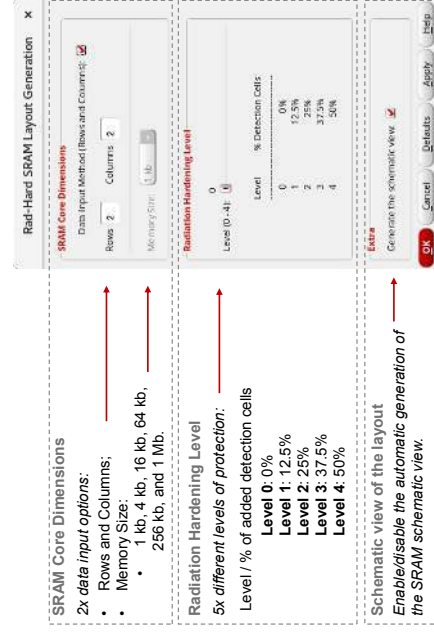 SRAM Core Dimensions
2x data input options:
• Rows and Columns;
• Memory Size:
• 1 kb, 4 kb, 16 kb, 64 kb,
256 kb, and 1 Mb.
Radiation Hardening Level
5x different levels of protection:
Level / % of added detection cells
Level 0: 0%
Level 1: 12.5%
Level 2: 25%
Level 3: 37.5%
Level 4: 50%
Schematic view of the layout
Enable/disable the automatic generation of
the SRAM schematic view.
Rad-Hard SRAM Layout Generation ×
SRAM Core Dimensions
Data Input Method (Rows and Columns):
Rows 2 Columns 2
Memory Size: 1 kb
Radiation Hardening Level
0
Level (0 - 4):
Level % Detection Cells
0 0%
1 12.5%
2 25%
3 37.5%
4 50%
Extra
Generate the schematic view:
OK Cancel Defaults Apply Help